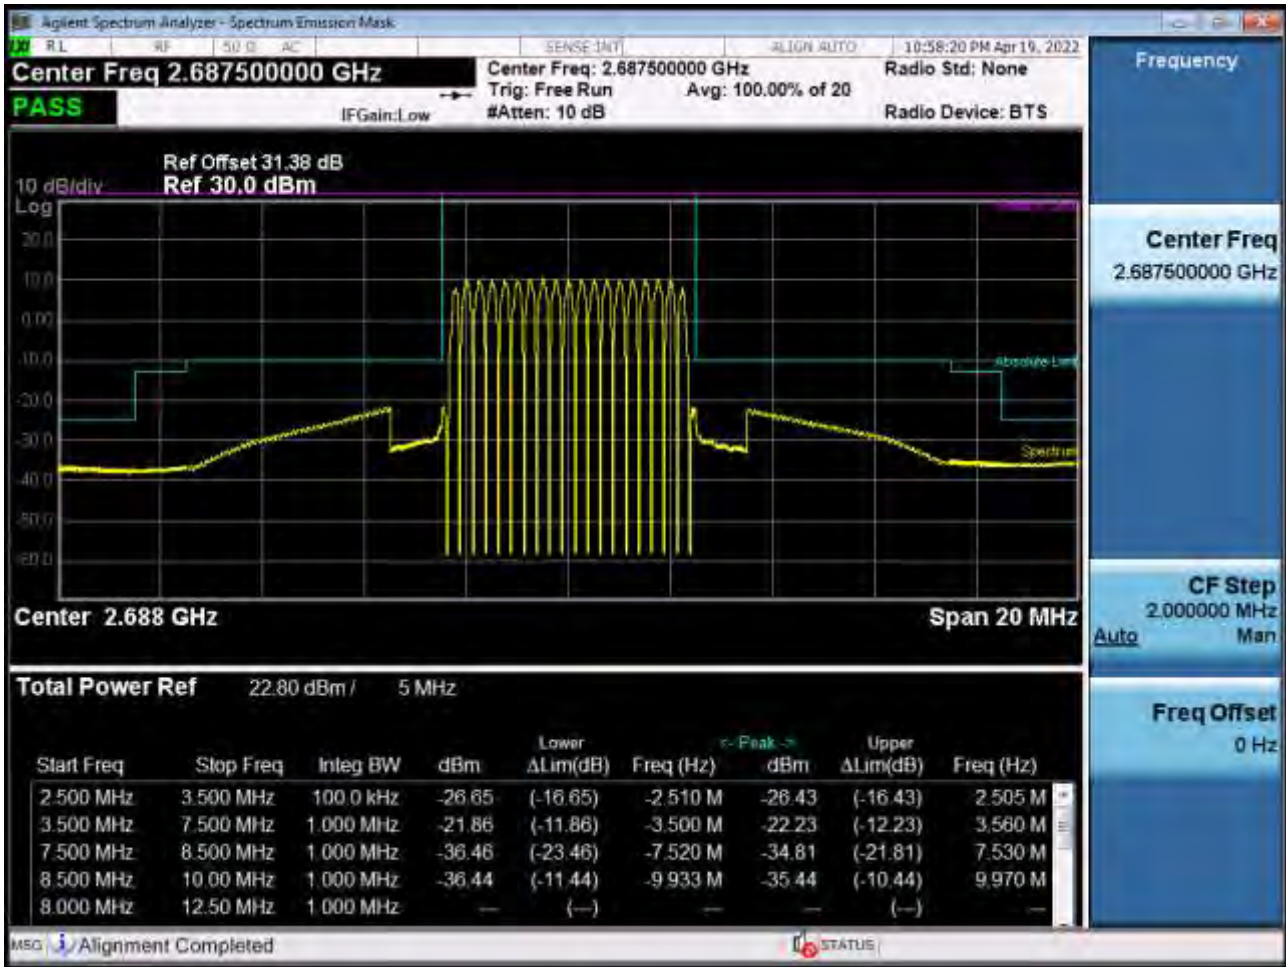 Agilent Spectrum Analyzer - Spectrum Emission Mask
LXI RL RF 50 Ω AC SENSE:INT ALIGN AUTO 10:58:20 PM Apr 19, 2022
Center Freq 2.687500000 GHz Center Freq: 2.687500000 GHz Radio Std: None
Trig: Free Run Avg: 100.00% of 20
PASS IFGain:Low #Atten: 10 dB Radio Device: BTS
Ref Offset 31.38 dB
10 dB/div Ref 30.0 dBm
Log
20.0
10.0
0.00
-10.0
Absolute Limit
-20.0
-30.0
Spectrum
-40.0
-50.0
-60.0
Center 2.688 GHz Span 20 MHz
Total Power Ref 22.80 dBm / 5 MHz
Lower <- Peak -> Upper
Start Freq Stop Freq Integ BW dBm ΔLim(dB) Freq (Hz) dBm ΔLim(dB) Freq (Hz)
2.500 MHz 3.500 MHz 100.0 kHz -26.65 (-16.65) -2.510 M -26.43 (-16.43) 2.505 M
3.500 MHz 7.500 MHz 1.000 MHz -21.86 (-11.86) -3.500 M -22.23 (-12.23) 3.560 M
7.500 MHz 8.500 MHz 1.000 MHz -36.46 (-23.46) -7.520 M -34.81 (-21.81) 7.530 M
8.500 MHz 10.00 MHz 1.000 MHz -36.44 (-11.44) -9.933 M -35.44 (-10.44) 9.970 M
8.000 MHz 12.50 MHz 1.000 MHz --- (---) --- --- (---) ---
MSG Alignment Completed STATUS
Frequency
Center Freq
2.687500000 GHz
CF Step
2.000000 MHz
Auto Man
Freq Offset
0 Hz